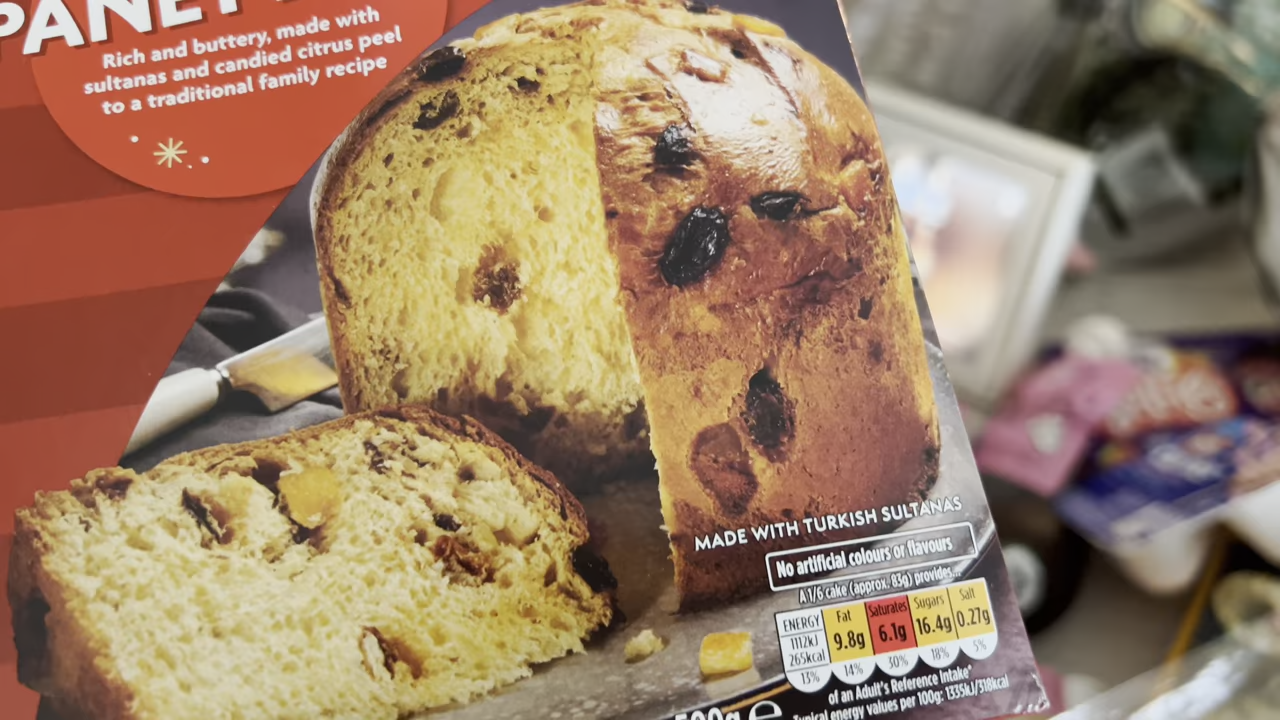 Rich and buttery, made with
sultanas and candied citrus peel
to a traditional family recipe
MADE WITH TURKISH SULTANAS
No artificial colours or flavours
A 1/6 cake (approx. 83g) provides...
ENERGY
1112kJ
265kcal
13%
Fat
9.8g
14%
Saturates
6.1g
30%
Sugars
16.4g
18%
Salt
0.27g
5%
of an Adult's Reference Intake*
Typical energy values per 100g: 1335kJ/318kcal
500g e